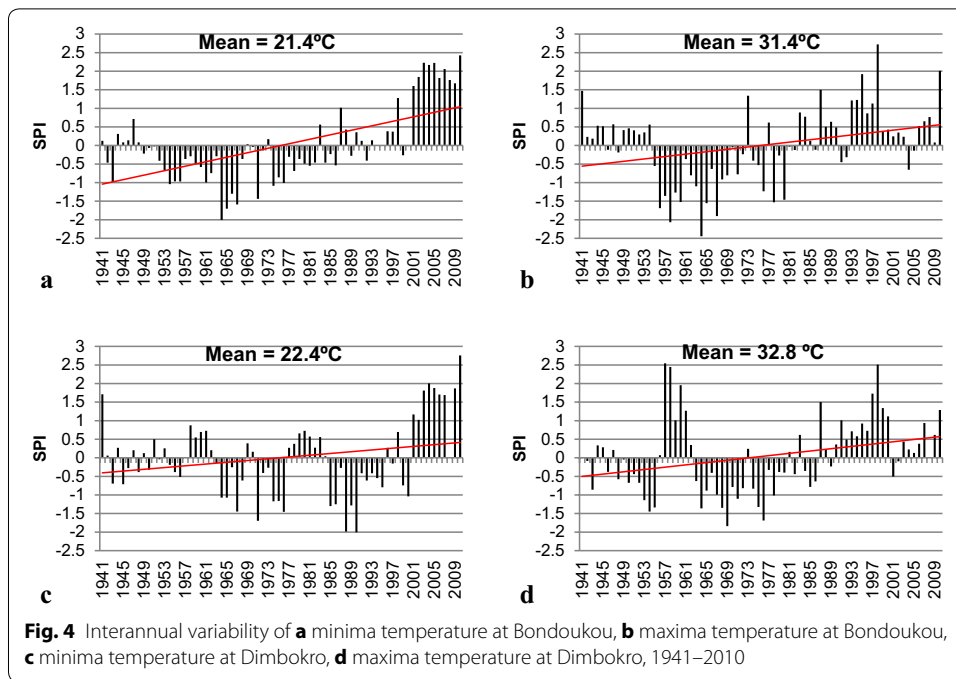 Mean = 21.4ºC
SPI
3
2.5
2
1.5
1
0.5
0
-0.5
-1
-1.5
-2
-2.5
1941 1945 1949 1953 1957 1961 1965 1969 1973 1977 1981 1985 1989 1993 1997 2001 2005 2009
a
Mean = 31.4ºC
SPI
3
2.5
2
1.5
1
0.5
0
-0.5
-1
-1.5
-2
-2.5
1941 1945 1949 1953 1957 1961 1965 1969 1973 1977 1981 1985 1989 1993 1997 2001 2005 2009
b
Mean = 22.4ºC
SPI
3
2.5
2
1.5
1
0.5
0
-0.5
-1
-1.5
-2
-2.5
1941 1945 1949 1953 1957 1961 1965 1969 1973 1977 1981 1985 1989 1993 1997 2001 2005 2009
c
Mean = 32.8 ºC
SPI
3
2.5
2
1.5
1
0.5
0
-0.5
-1
-1.5
-2
-2.5
1941 1945 1949 1953 1957 1961 1965 1969 1973 1977 1981 1985 1989 1993 1997 2001 2005 2009
d
Fig. 4 Interannual variability of a minima temperature at Bondoukou, b maxima temperature at Bondoukou,
c minima temperature at Dimbokro, d maxima temperature at Dimbokro, 1941–2010